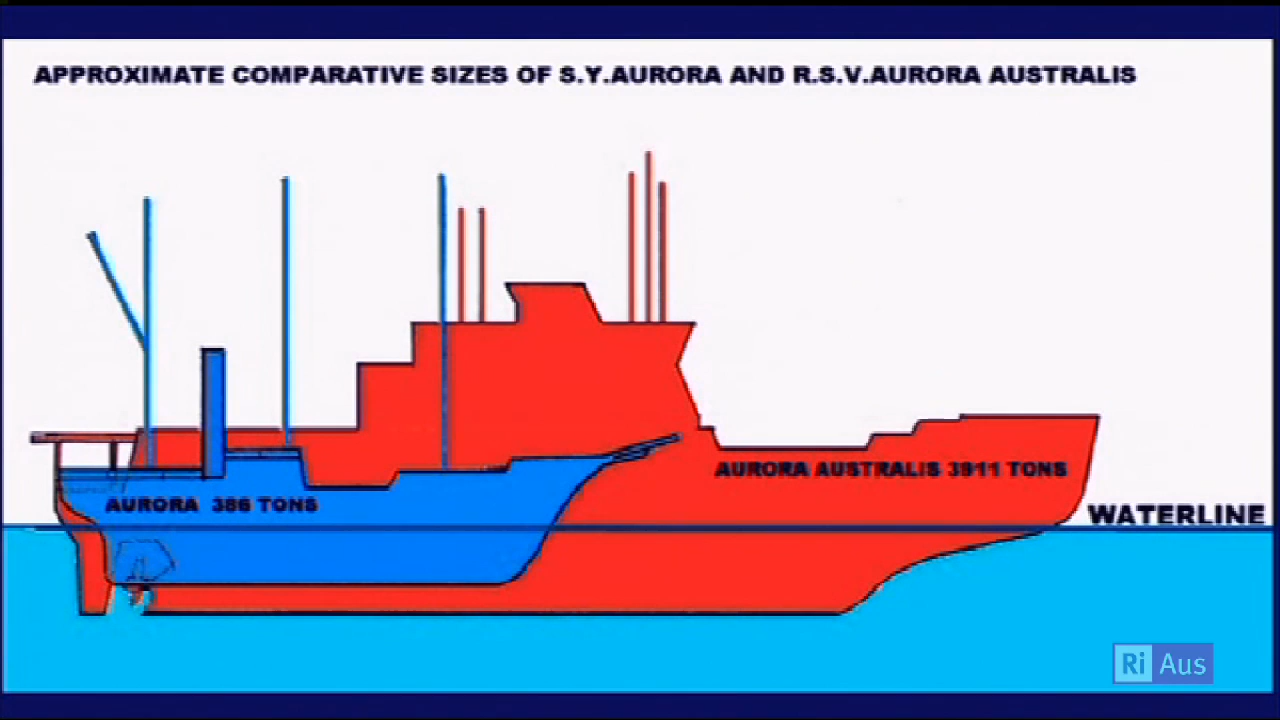 APPROXIMATE COMPARATIVE SIZES OF S.Y.AURORA AND R.S.V.AURORA AUSTRALIS
AURORA AUSTRALIS 3911 TONS
AURORA 386 TONS
WATERLINE
Ri Aus